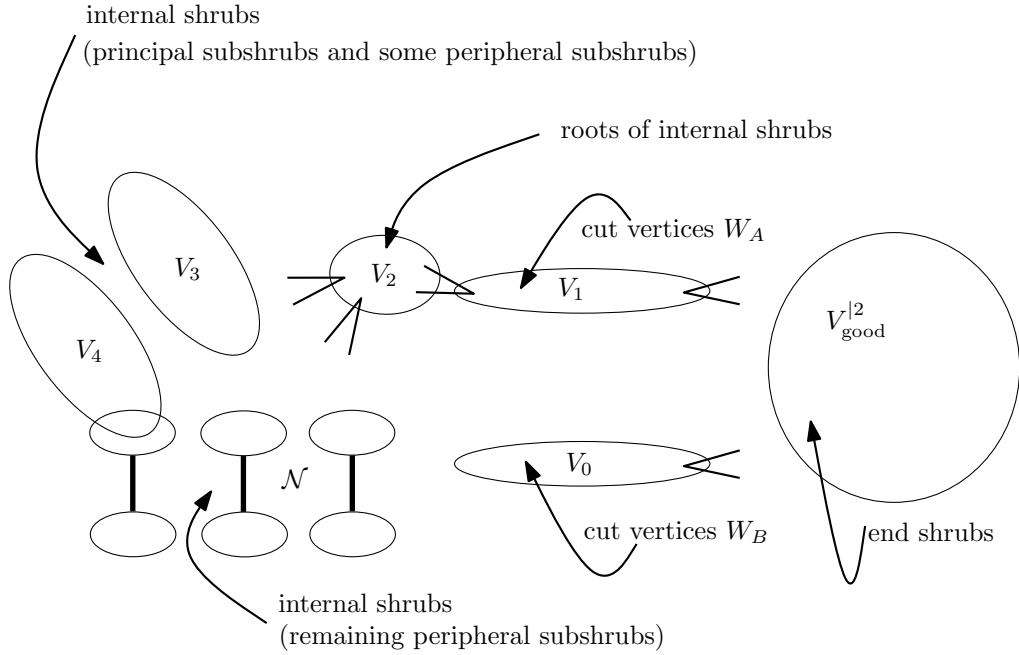 internal shrubs
(principal subshrubs and some peripheral subshrubs)
roots of internal shrubs
cut vertices W_A
V_3
V_2
V_1
V_good^{|2}
V_4
𝒩
V_0
cut vertices W_B
end shrubs
internal shrubs
(remaining peripheral subshrubs)